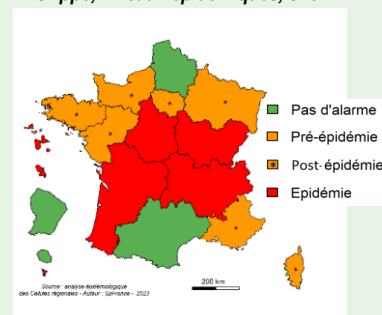 Pas d'alarme
Pré-épidémie
Post-épidémie
Epidémie
200 km
Source : analyse épidémiologique
des Cellules régionales - Auteur : SpFrance - 2023